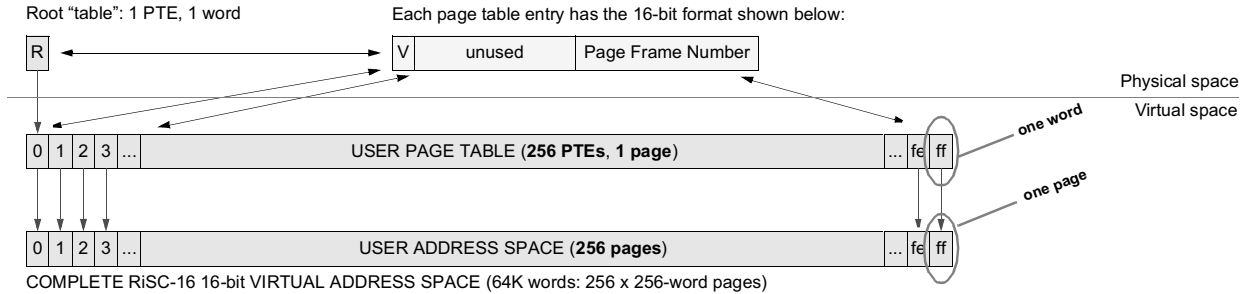 Root “table”: 1 PTE, 1 word
Each page table entry has the 16-bit format shown below:
R
V unused Page Frame Number
Physical space
Virtual space
one word
0 1 2 3 ... USER PAGE TABLE (256 PTEs, 1 page) ... fe ff
one page
0 1 2 3 ... USER ADDRESS SPACE (256 pages) ... fe ff
COMPLETE RiSC-16 16-bit VIRTUAL ADDRESS SPACE (64K words: 256 x 256-word pages)